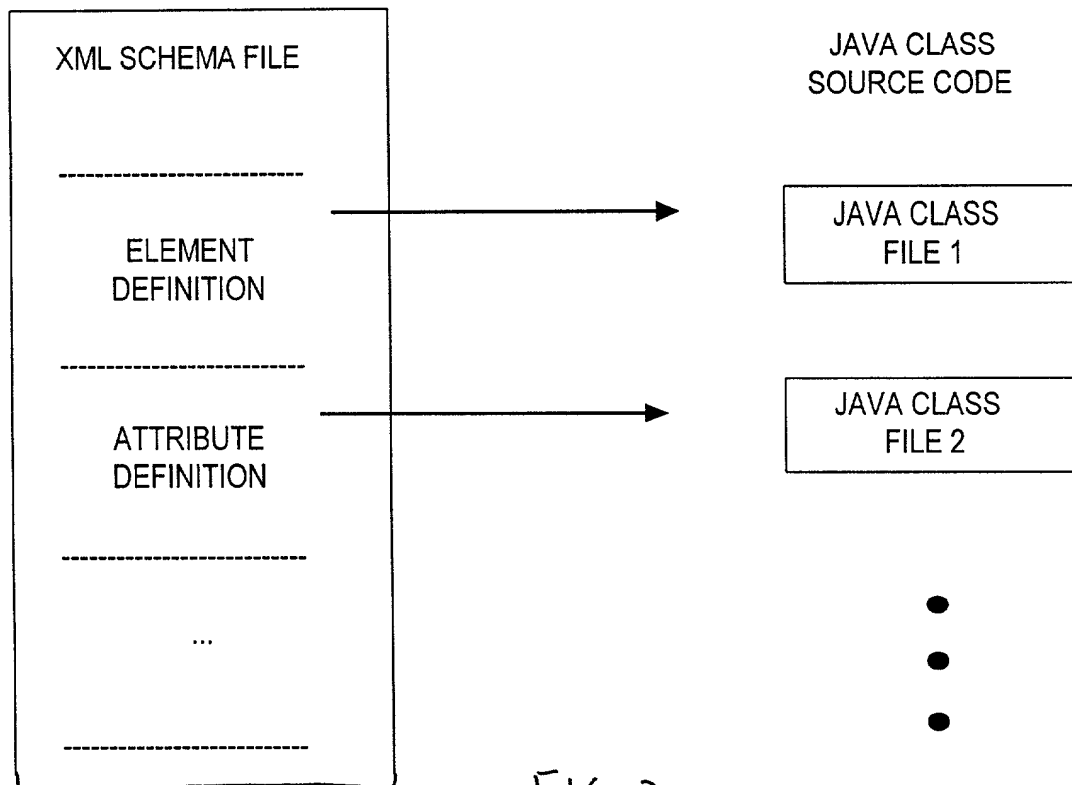 XML SCHEMA FILE
ELEMENT
DEFINITION
ATTRIBUTE
DEFINITION
...
JAVA CLASS
SOURCE CODE
JAVA CLASS
FILE 1
JAVA CLASS
FILE 2